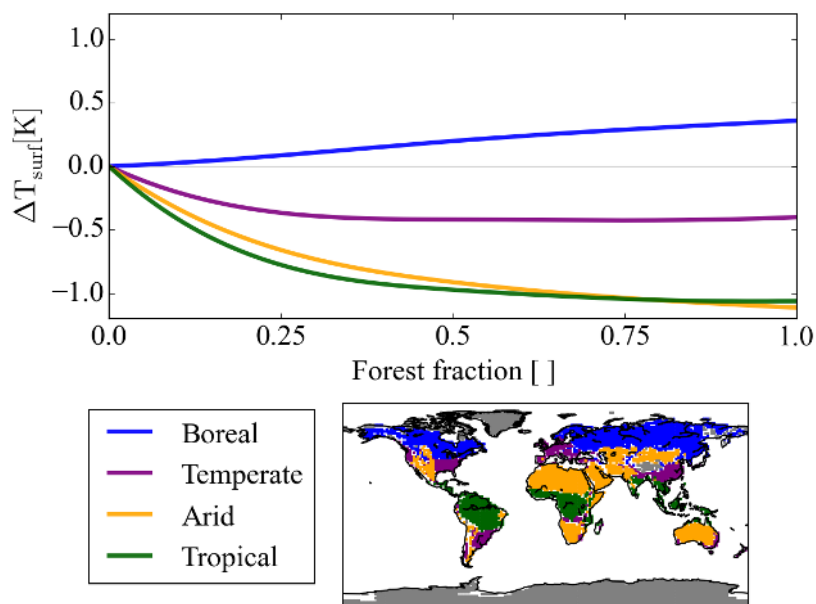 1.0
0.5
0.0
−0.5
−1.0
ΔT_surf[K]
0.0 0.25 0.5 0.75 1.0
Forest fraction [ ]
Boreal
Temperate
Arid
Tropical